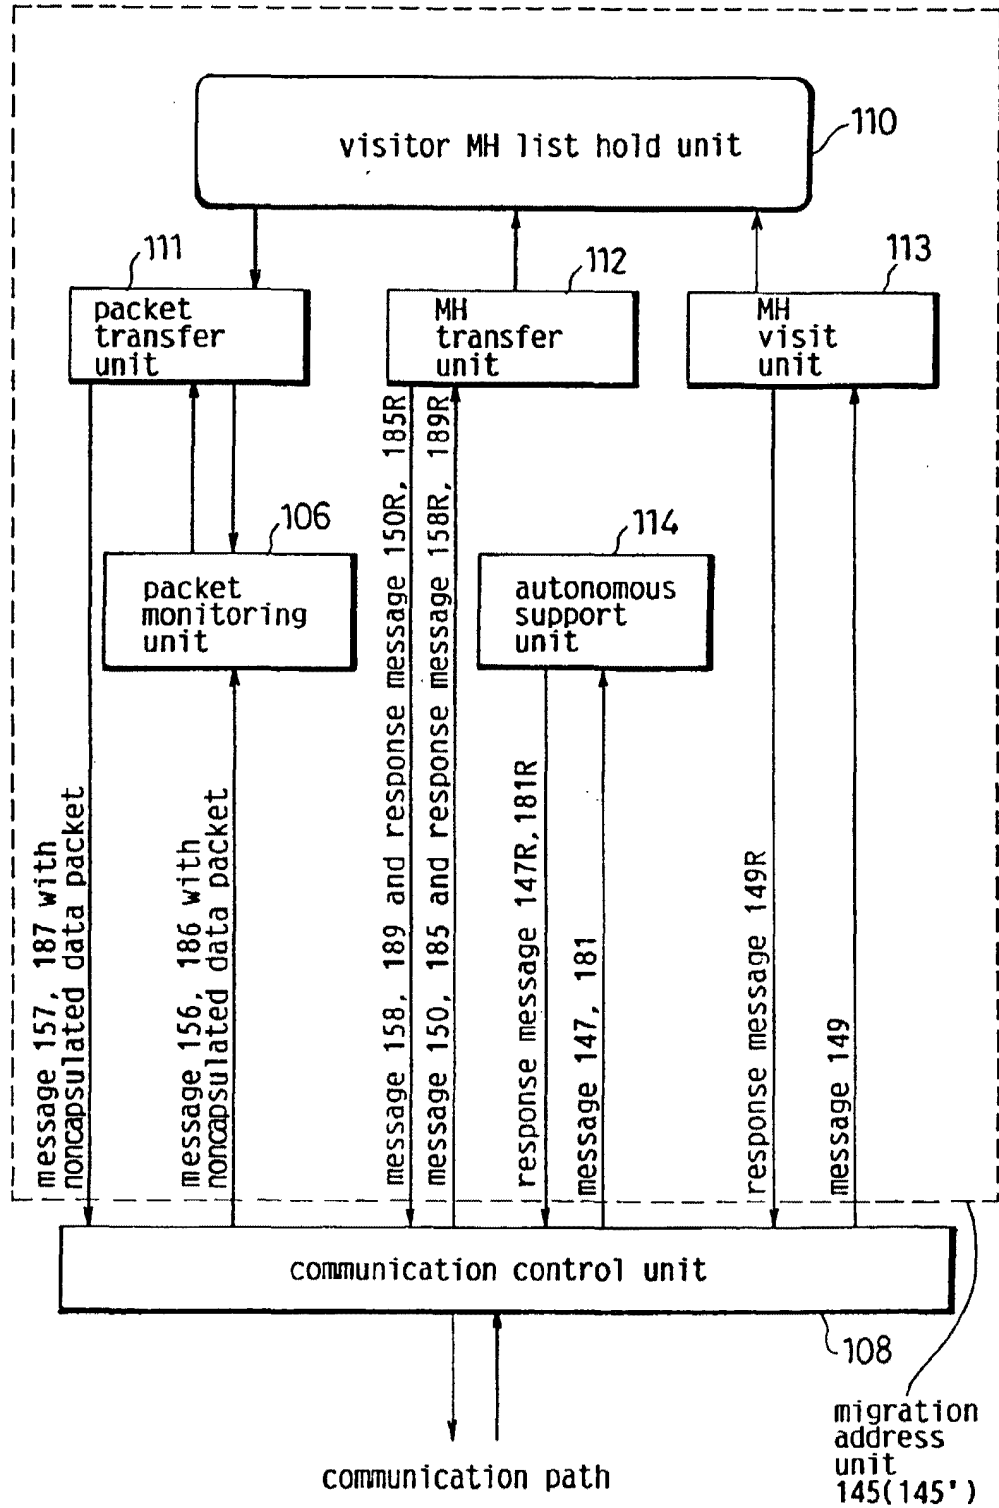 visitor MH list hold unit
110
111
112
113
packet
transfer
unit
MH
transfer
unit
MH
visit
unit
106
114
packet
monitoring
unit
autonomous
support
unit
message 157, 187 with
noncapsulated data packet
message 156, 186 with
noncapsulated data packet
message 158, 189 and response message 150R, 185R
message 150, 185 and response message 158R, 189R
response message 147R,181R
message 147, 181
response message 149R
message 149
communication control unit
108
communication path
migration
address
unit
145(145')